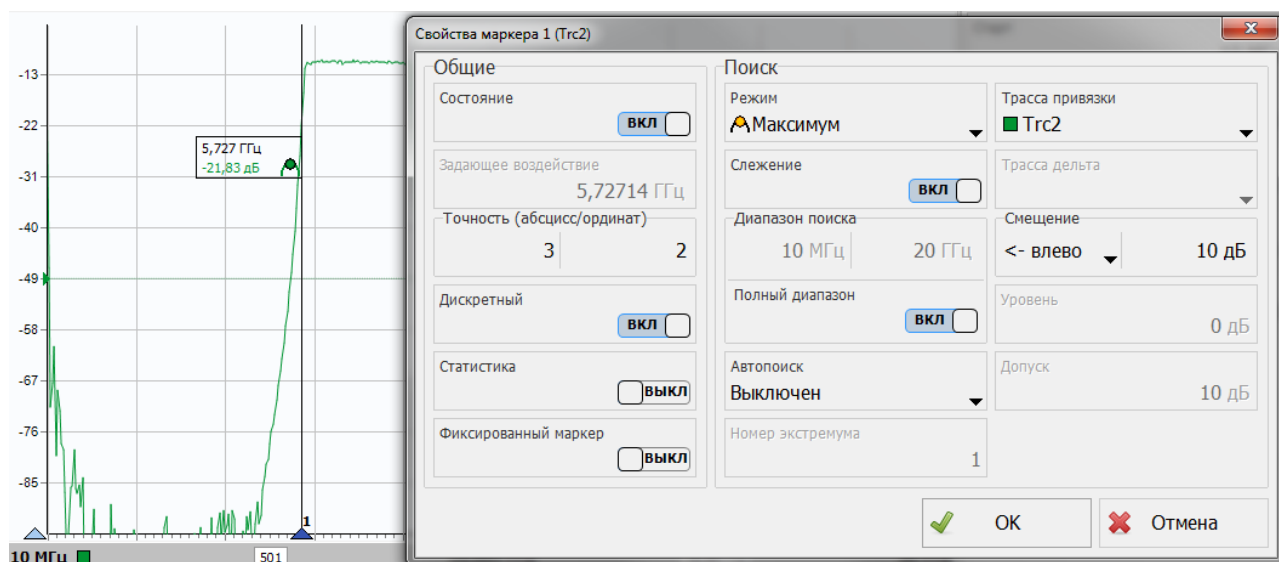 -13
-22
-31
-40
-49
-58
-67
-76
-85
5,727 ГГц
-21,83 дБ
1
10 МГц
501
Свойства маркера 1 (Trc2)
Общие
Состояние
ВКЛ
Задающее воздействие
5,72714 ГГц
Точность (абсцисс/ординат)
3 2
Дискретный
ВКЛ
Статистика
ВЫКЛ
Фиксированный маркер
ВЫКЛ
Поиск
Режим
Максимум
Трасса привязки
Trc2
Слежение
ВКЛ
Трасса дельта
Диапазон поиска
10 МГц 20 ГГц
Смещение
<- влево 10 дБ
Полный диапазон
ВКЛ
Уровень
0 дБ
Автопоиск
Выключен
Допуск
10 дБ
Номер экстремума
1
ОК
Отмена